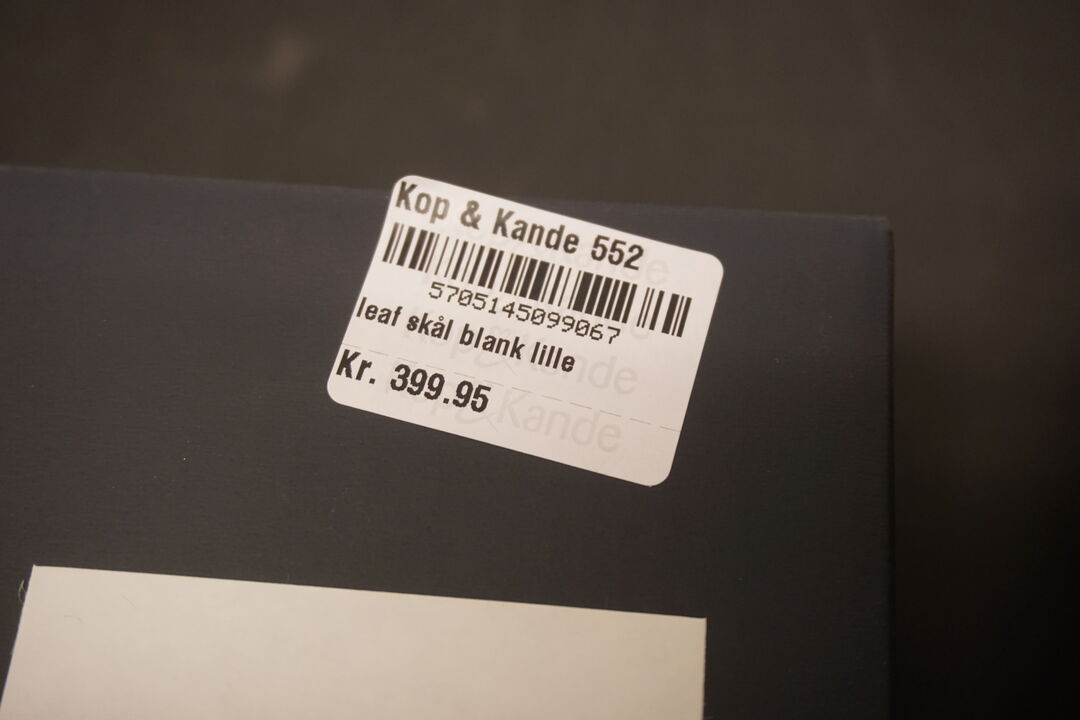 Kop & Kande 552
5705145099067
leaf skål blank lille
Kr. 399.95